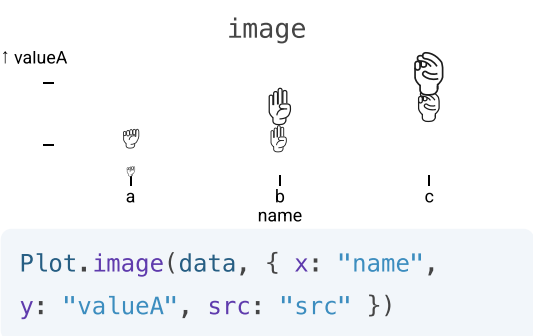 image
↑ valueA
a
b
c
name
Plot.image(data, { x: "name",
y: "valueA", src: "src" })